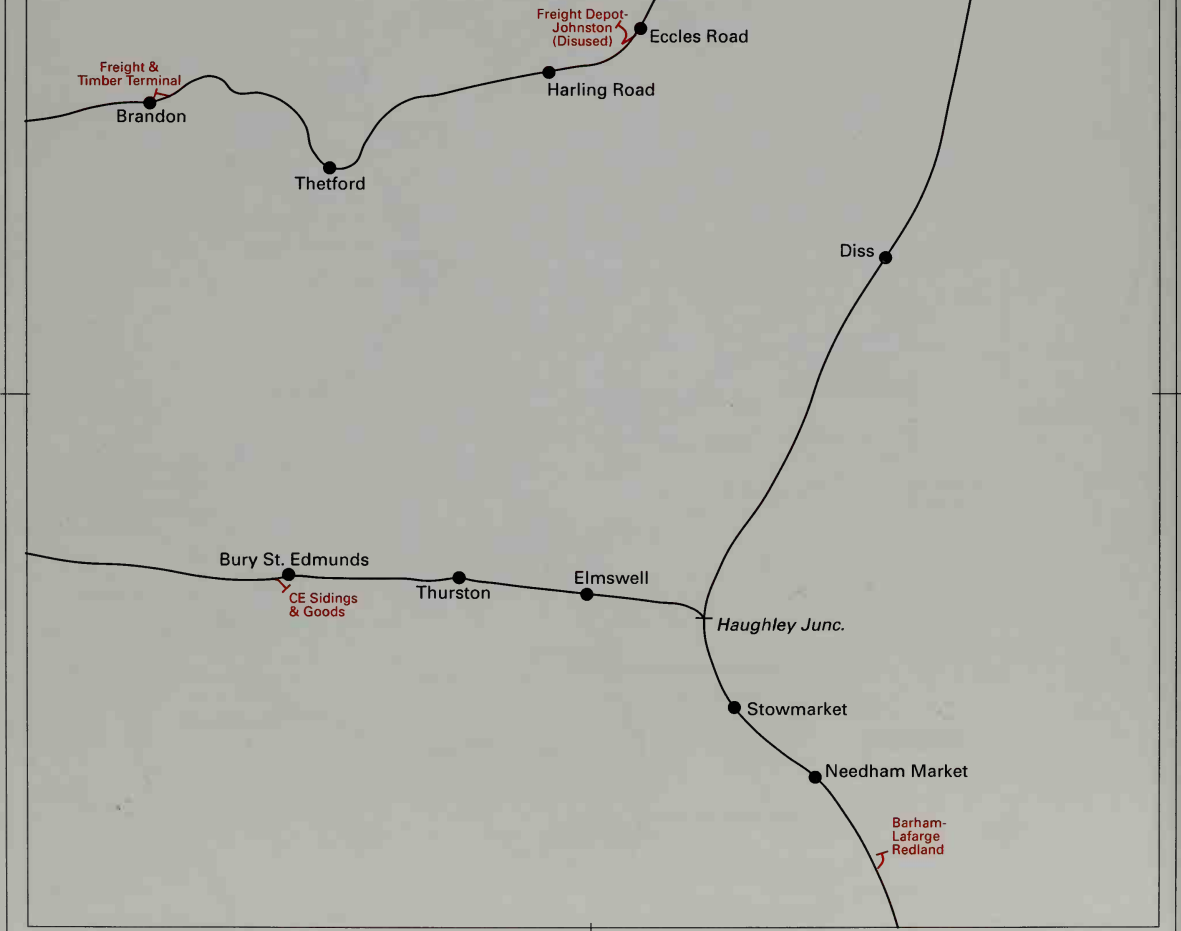 Freight Depot-
Johnston
(Disused)
Eccles Road
Freight &
Timber Terminal
Harling Road
Brandon
Thetford
Diss
Bury St. Edmunds
Thurston
Elmswell
CE Sidings
& Goods
Haughley Junc.
Stowmarket
Needham Market
Barham-
Lafarge
Redland